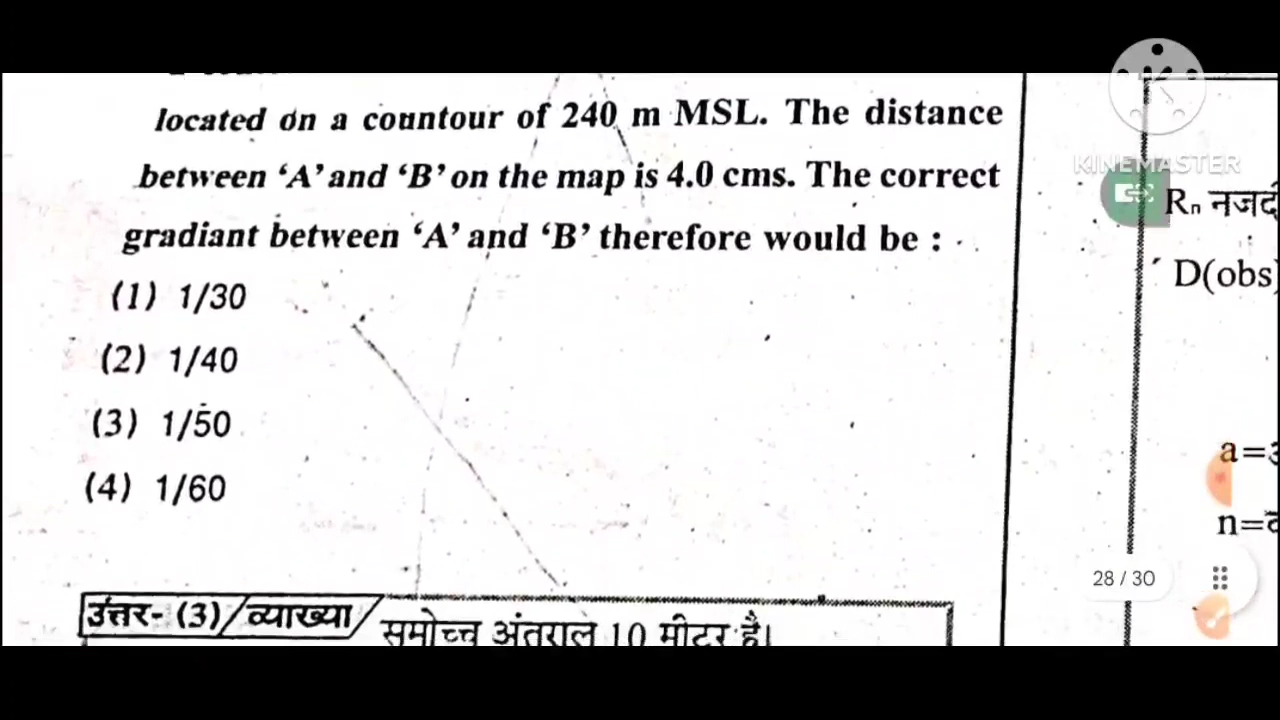 located on a countour of 240 m MSL. The distance
between 'A' and 'B' on the map is 4.0 cms. The correct
gradiant between 'A' and 'B' therefore would be :
(1) 1/30
(2) 1/40
(3) 1/50
(4) 1/60
उत्तर- (3)/व्याख्या समोच्च अंतराल 10 मीटर है।
KINEMASTER
Rn नजदी
D(obs)
a=
n=
28 / 30